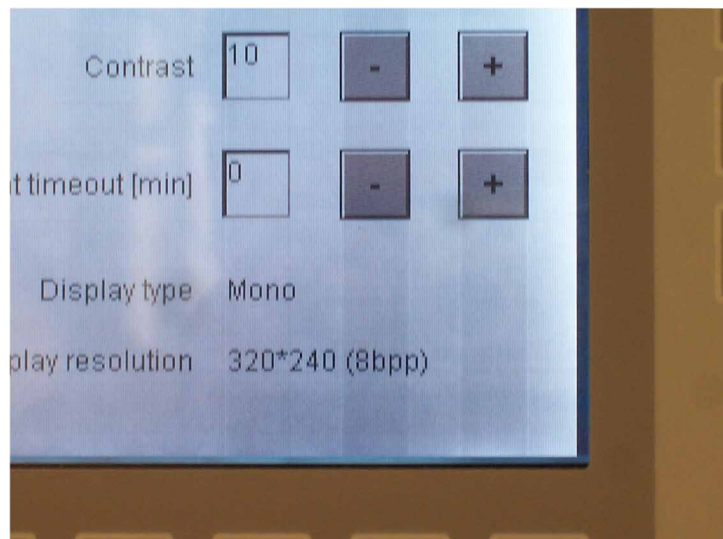 Contrast 10 - +
t timeout [min] 0 - +
Display type Mono
play resolution 320*240 (8bpp)